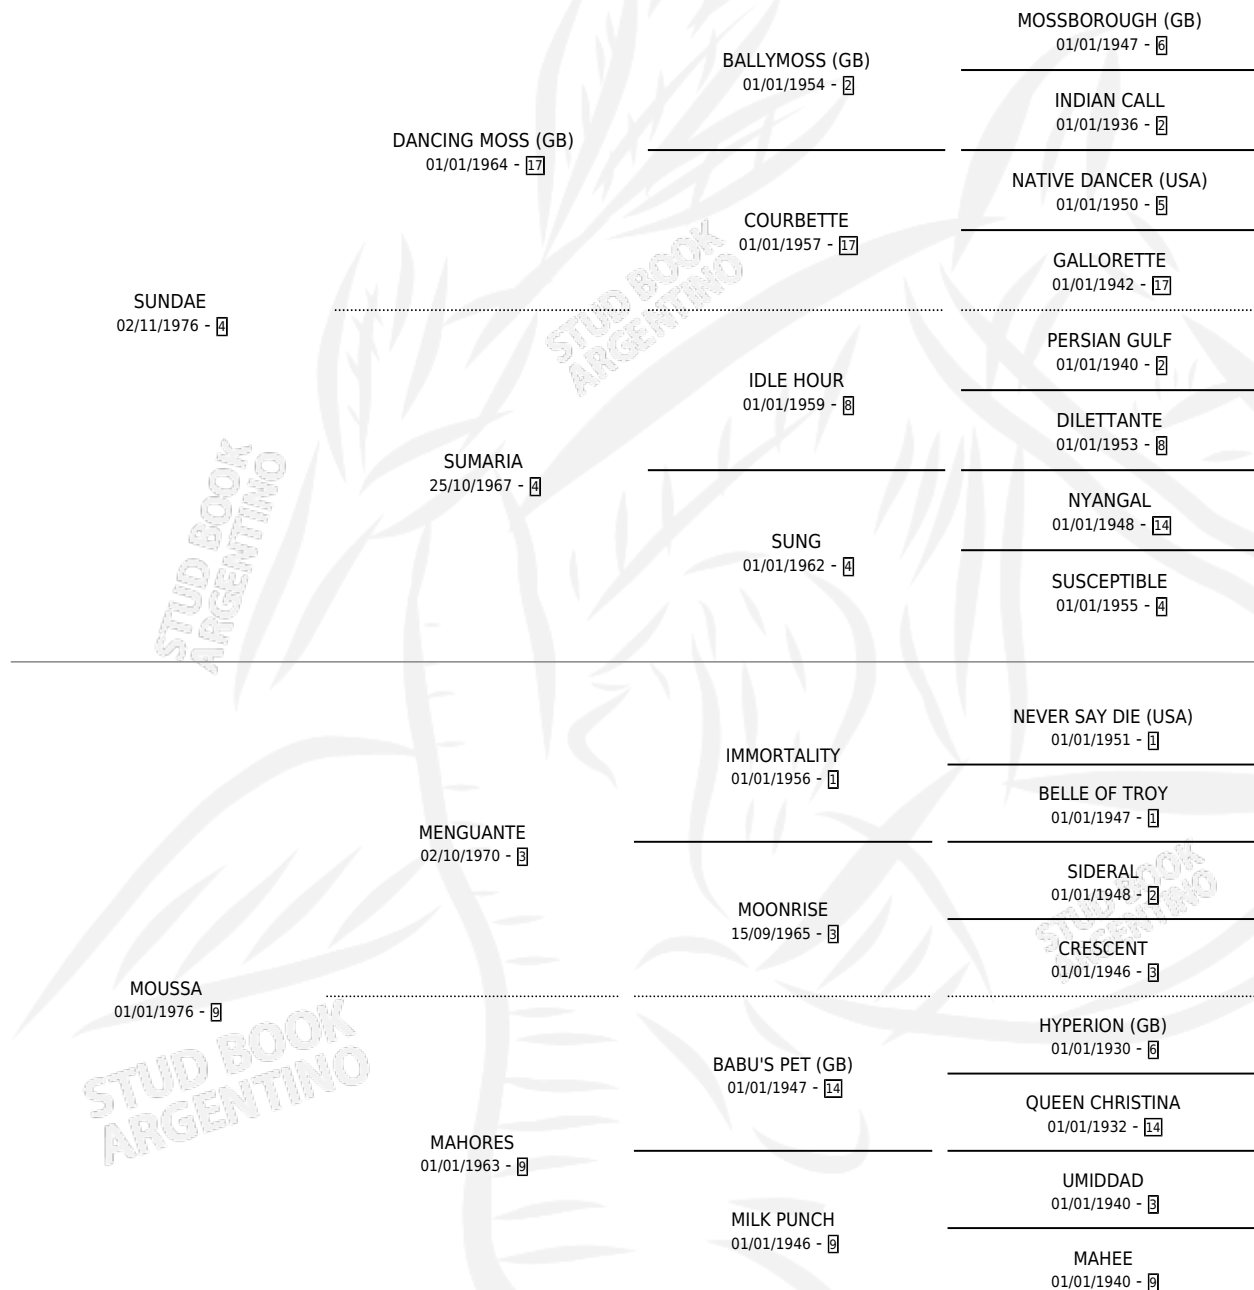 MOSSBOROUGH (GB)
01/01/1947 - 6
BALLYMOSS (GB)
01/01/1954 - 2
INDIAN CALL
01/01/1936 - 2
DANCING MOSS (GB)
01/01/1964 - 17
NATIVE DANCER (USA)
01/01/1950 - 5
COURBETTE
01/01/1957 - 17
GALLORETTE
01/01/1942 - 17
SUNDAE
02/11/1976 - 4
STUD BOOK
ARGENTINO
PERSIAN GULF
01/01/1940 - 2
IDLE HOUR
01/01/1959 - 8
DILETTANTE
01/01/1953 - 8
SUMARIA
25/10/1967 - 4
NYANGAL
01/01/1948 - 14
SUNG
01/01/1962 - 4
SUSCEPTIBLE
01/01/1955 - 4
STUD BOOK
ARGENTINO
NEVER SAY DIE (USA)
01/01/1951 - 1
IMMORTALITY
01/01/1956 - 1
BELLE OF TROY
01/01/1947 - 1
MENGUANTE
02/10/1970 - 3
SIDERAL
01/01/1948 - 2
MOONRISE
15/09/1965 - 3
CRESCENT
01/01/1946 - 3
STUD BOOK
ARGENTINO
MOUSSA
01/01/1976 - 9
HYPERION (GB)
01/01/1930 - 6
BABU'S PET (GB)
01/01/1947 - 14
QUEEN CHRISTINA
01/01/1932 - 14
STUD BOOK
ARGENTINO
MAHORES
01/01/1963 - 9
UMIDDAD
01/01/1940 - 3
MILK PUNCH
01/01/1946 - 9
MAHEE
01/01/1940 - 9